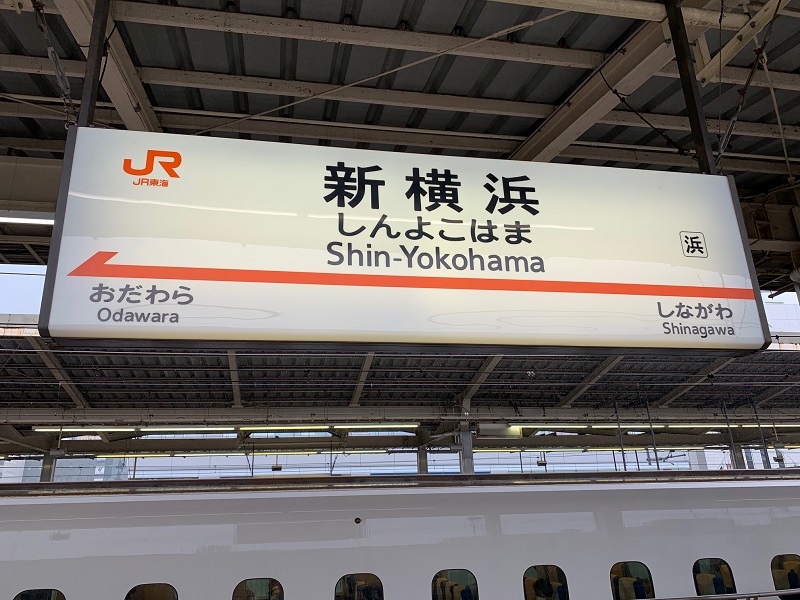 JR
JR東海
新横浜
しんよこはま
Shin-Yokohama
浜
おだわら
Odawara
しながわ
Shinagawa